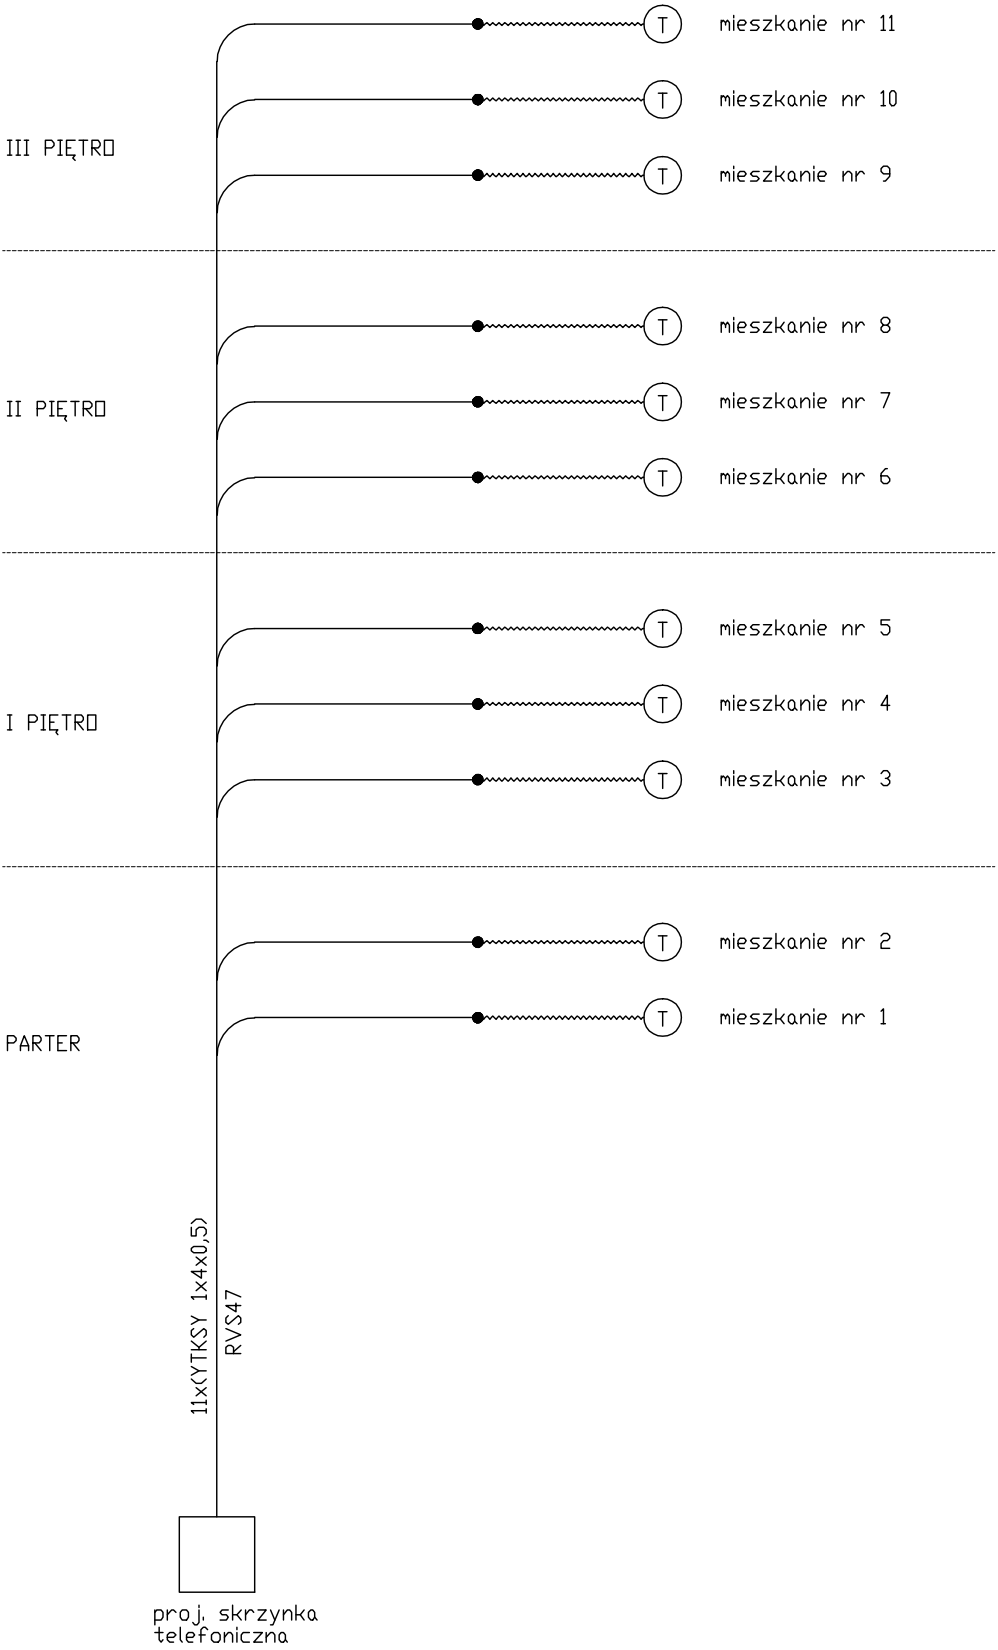 T mieszkanie nr 11
T mieszkanie nr 10
III PIĘTRO
T mieszkanie nr 9
T mieszkanie nr 8
T mieszkanie nr 7
II PIĘTRO
T mieszkanie nr 6
T mieszkanie nr 5
T mieszkanie nr 4
I PIĘTRO
T mieszkanie nr 3
T mieszkanie nr 2
T mieszkanie nr 1
PARTER
11x(YTKSY 1x4x0,5)
RVS47
proj. skrzynka
telefoniczna